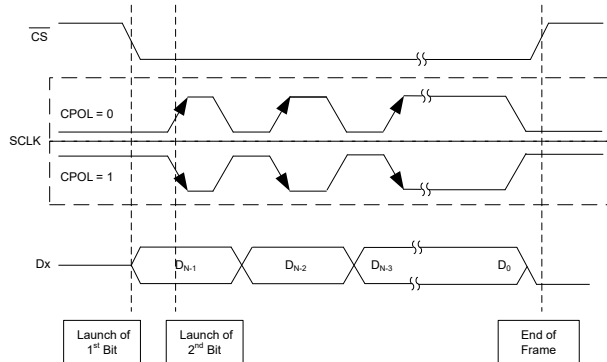 CS
CPOL = 0
SCLK
CPOL = 1
Dx
DN-1
DN-2
DN-3
D0
Launch of
1st Bit
Launch of
2nd Bit
End of
Frame